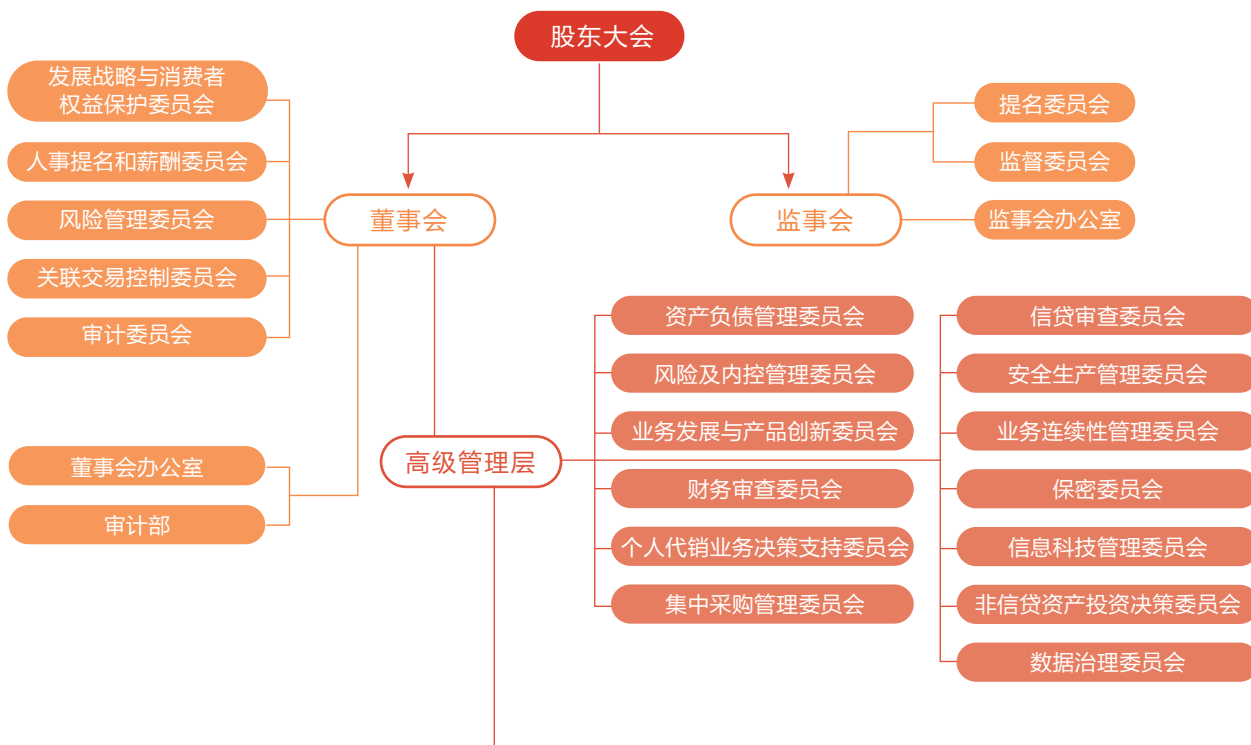 股东大会
发展战略与消费者
权益保护委员会
人事提名和薪酬委员会
风险管理委员会
关联交易控制委员会
审计委员会
董事会
董事会办公室
审计部
提名委员会
监督委员会
监事会
监事会办公室
高级管理层
资产负债管理委员会
风险及内控管理委员会
业务发展与产品创新委员会
财务审查委员会
个人代销业务决策支持委员会
集中采购管理委员会
信贷审查委员会
安全生产管理委员会
业务连续性管理委员会
保密委员会
信息科技管理委员会
非信贷资产投资决策委员会
数据治理委员会